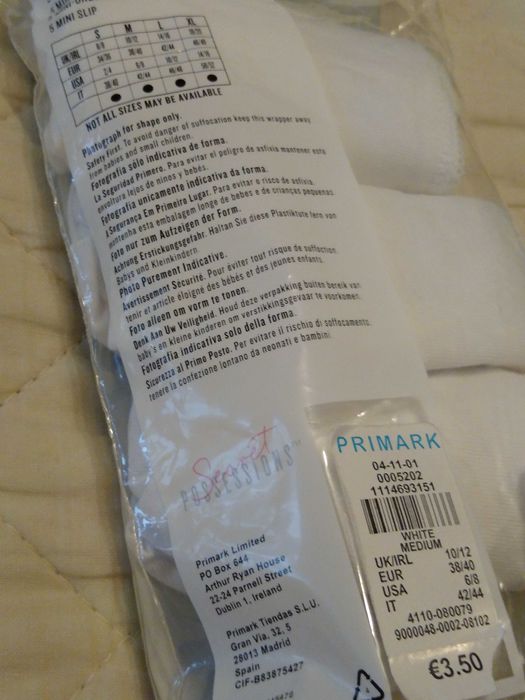 5 MINI SLIP
S M L XL
UK/IRL 6/8 10/12 14/16 18/20
EUR 34/36 38/40 42/44 46/48
USA 2/4 6/8 10/12 14/16
IT 38/40 42/44 46/48 50/52
NOT ALL SIZES MAY BE AVAILABLE
Photograph for shape only.
Safety First. To avoid danger of suffocation keep this wrapper away
from babies and small children.
Fotografía sólo indicativa de forma.
La Seguridad Primero. Para evitar el peligro de asfixia mantener esta
envoltura lejos de ninos y bebés.
Fotografia unicamente indicativa da forma.
A Segurança Em Primeiro Lugar. Para evitar o risco de asfixia,
mantenha esta embalagem longe de bebes e de crianças pequenas.
Foto nur zum Aufzeigen der Form.
Achtung Erstickungsgefahr. Haltan Sie diese Plastiktute fern von
Babys und Kleinkindern.
Photo Purement Indicative.
Avertissement Sécurité. Pour éviter tout risque de suffocation,
tenir et article éloigné des bébés et des jeunes enfants.
Foto alleen om vorm te tonen.
Denk Aan Uw Veiligheid. Houd deze verpakking buiten bereik van
baby's en kleine kinderen om verstikkingsgevaar te voorkomen.
Fotografia indicativa solo della forma.
Sicurezza al Primo Posto. Per evitare il rischio di soffocamento,
tenere la confezione lontano da neonati e bambini.
Secret
POSSESSIONS™
Primark Limited
PO Box 644
Arthur Ryan House
22-24 Parnell Street
Dublin 1, Ireland
Primark Tiendas S.L.U.
Gran Via, 32, 5
28013 Madrid
Spain
CIF-B83875427
PRIMARK
04-11-01
0005202
1114693151
WHITE
MEDIUM
UK/IRL 10/12
EUR 38/40
USA 6/8
IT 42/44
4110-080079
9000048-0002-08102
€3.50